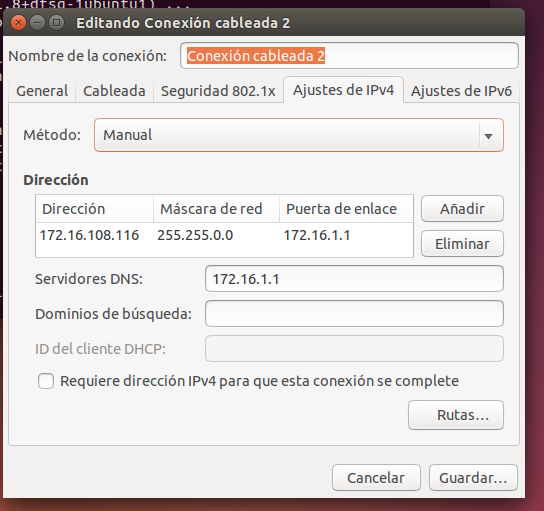 .8+dfsg-1ubuntu1) ...
Editando Conexión cableada 2
Nombre de la conexión: Conexión cableada 2
General Cableada Seguridad 802.1x Ajustes de IPv4 Ajustes de IPv6
Método: Manual
Dirección
Dirección Máscara de red Puerta de enlace Añadir
172.16.108.116 255.255.0.0 172.16.1.1
Eliminar
Servidores DNS: 172.16.1.1
Dominios de búsqueda:
ID del cliente DHCP:
Requiere dirección IPv4 para que esta conexión se complete
Rutas...
Cancelar Guardar...